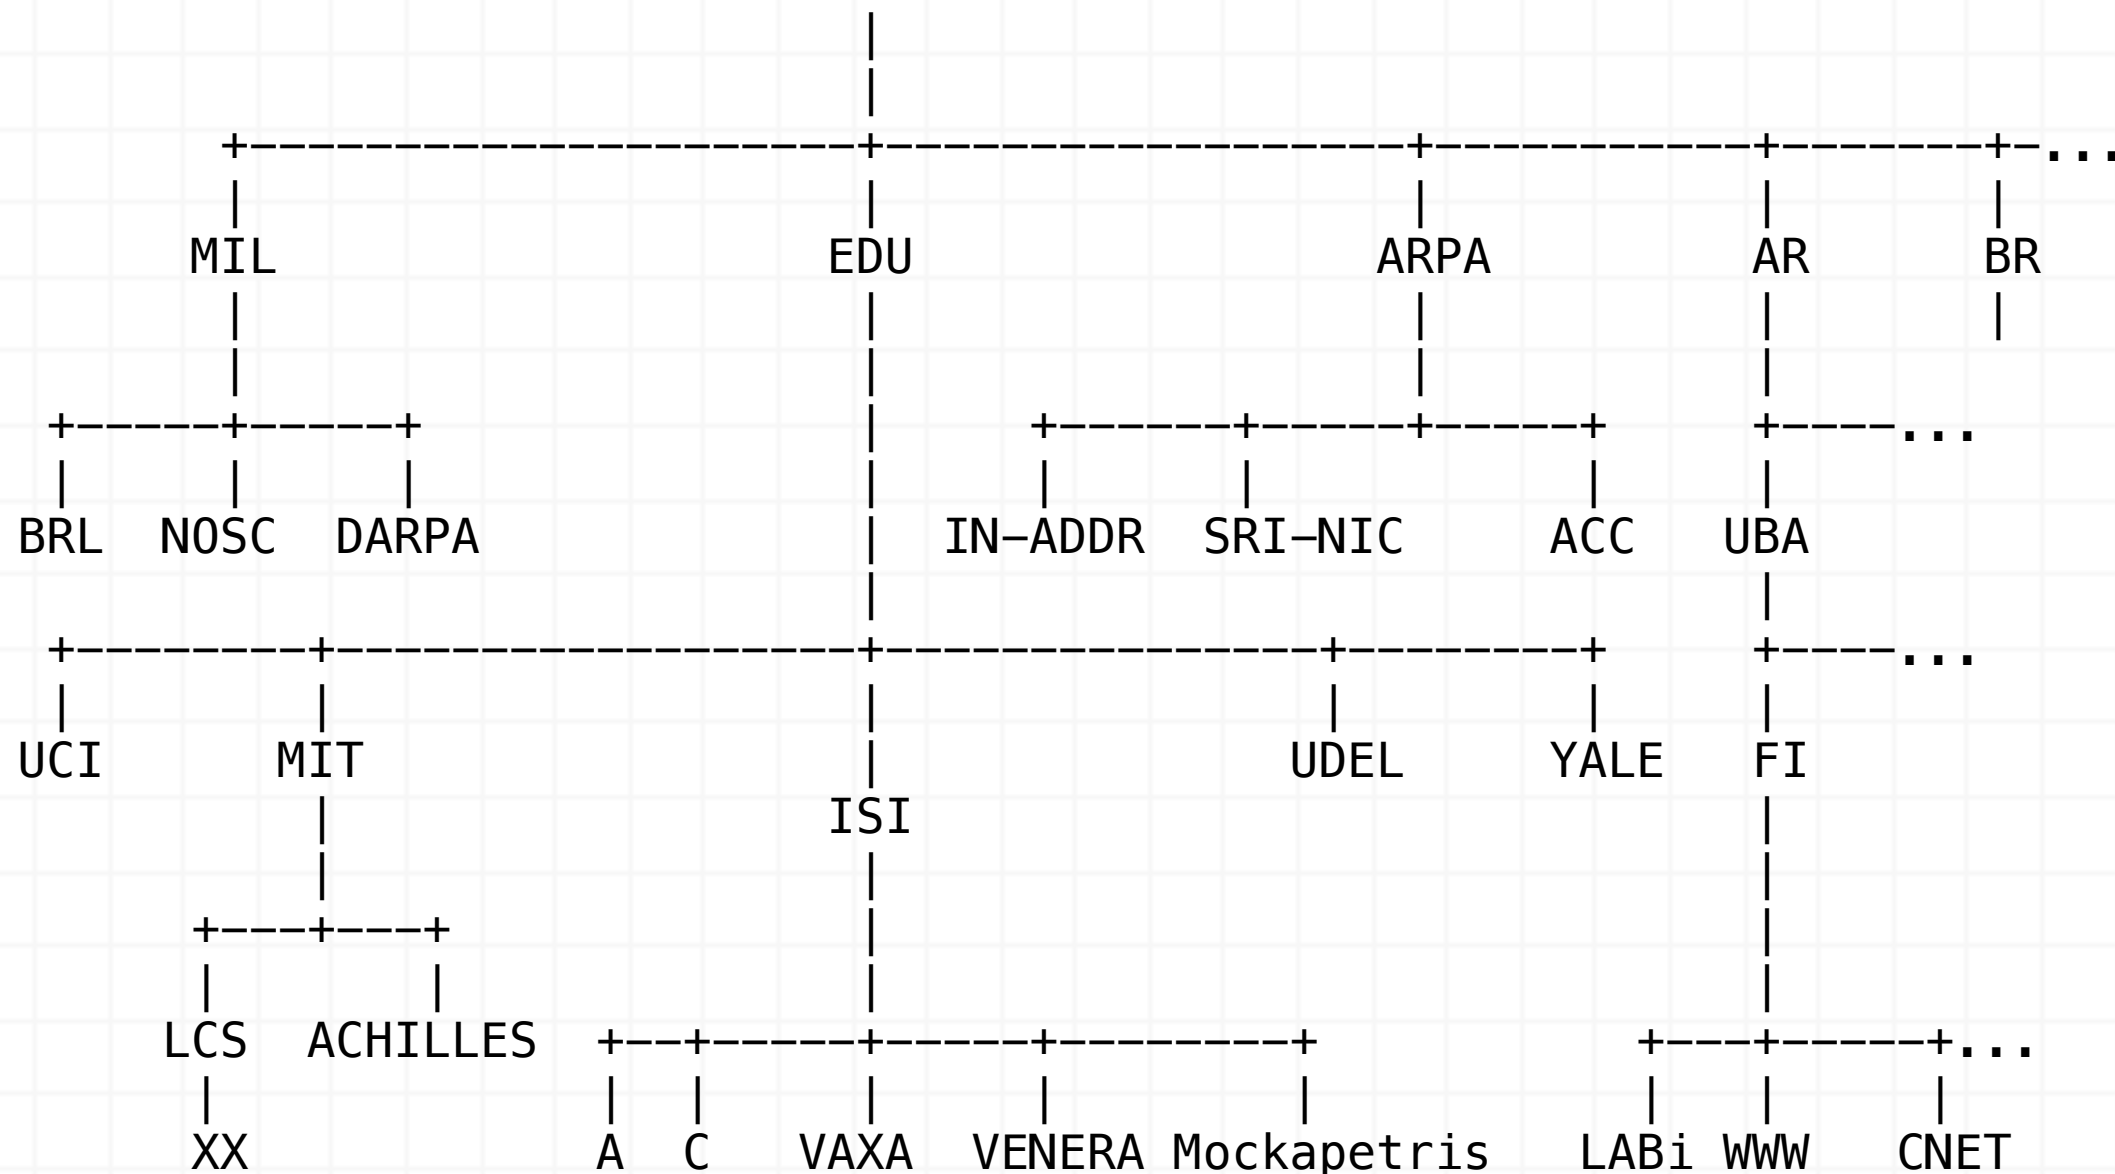 MIL EDU ARPA AR BR
...
BRL NOSC DARPA IN-ADDR SRI-NIC ACC UBA
...
UCI MIT UDEL YALE FI
ISI
LCS ACHILLES ...
XX A C VAXA VENERA Mockapetris LABi WWW CNET